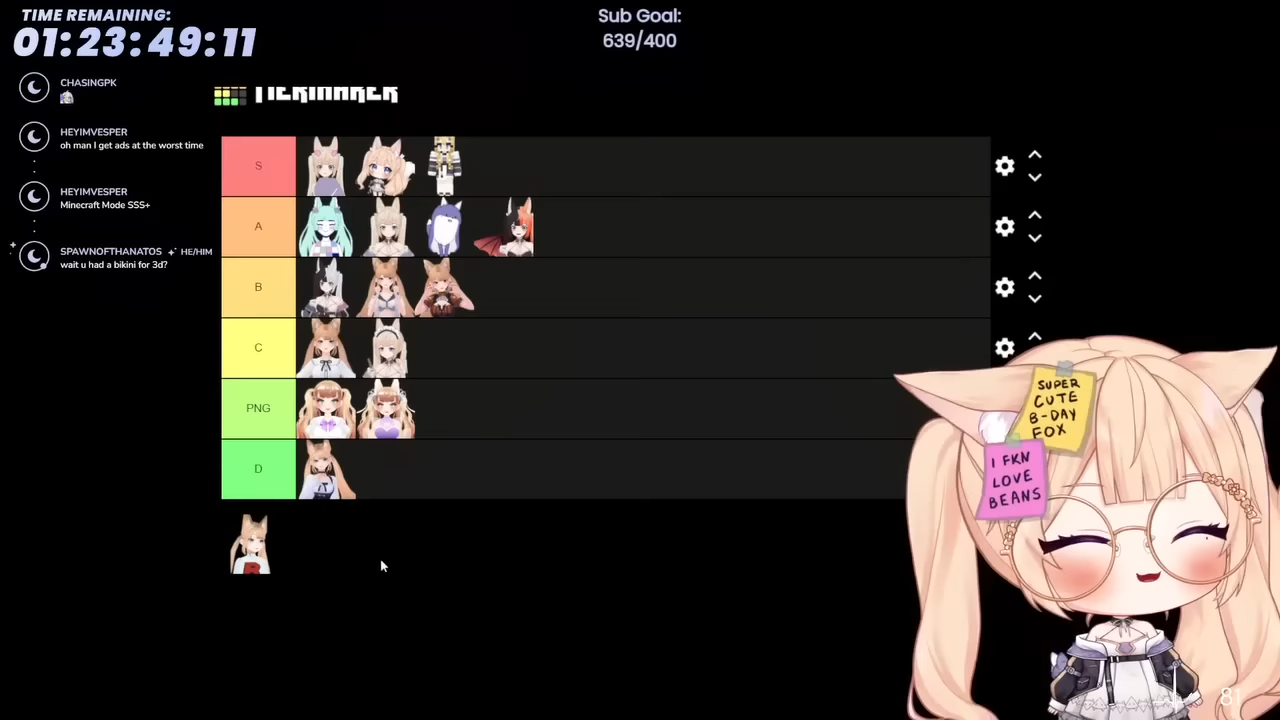 TIME REMAINING:
01:23:49:11
Sub Goal:
639/400
CHASINGPK
HEYIMVESPER
oh man I get ads at the worst time
HEYIMVESPER
Minecraft Mode SSS+
SPAWNOFTHANATOS HE/HIM
wait u had a bikini for 3d?
TIERMAKER
S
A
B
C
PNG
D
R
SUPER
CUTE
B-DAY
FOX
I FKN
LOVE
BEANS
81